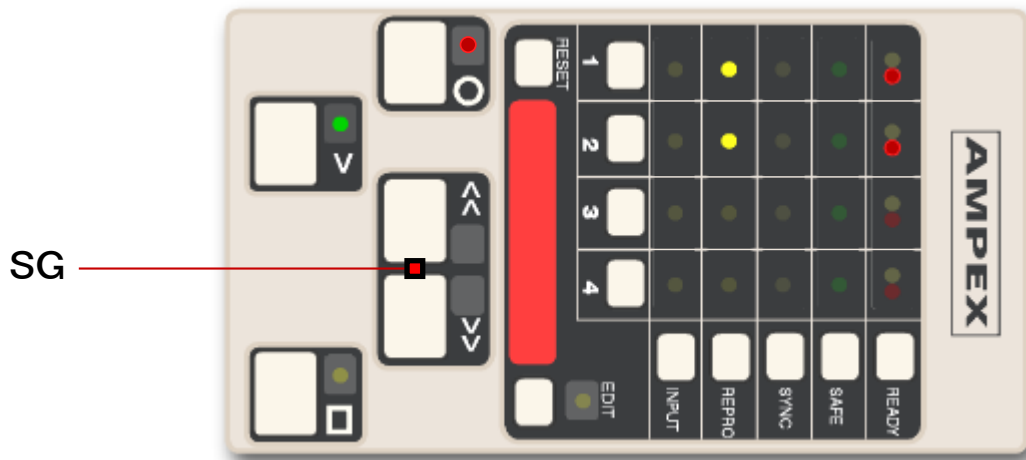 SG
RESET
1
2
3
4
<<
>>
>
EDIT
INPUT
REPRO
SYNC
SAFE
READY
AMPEX